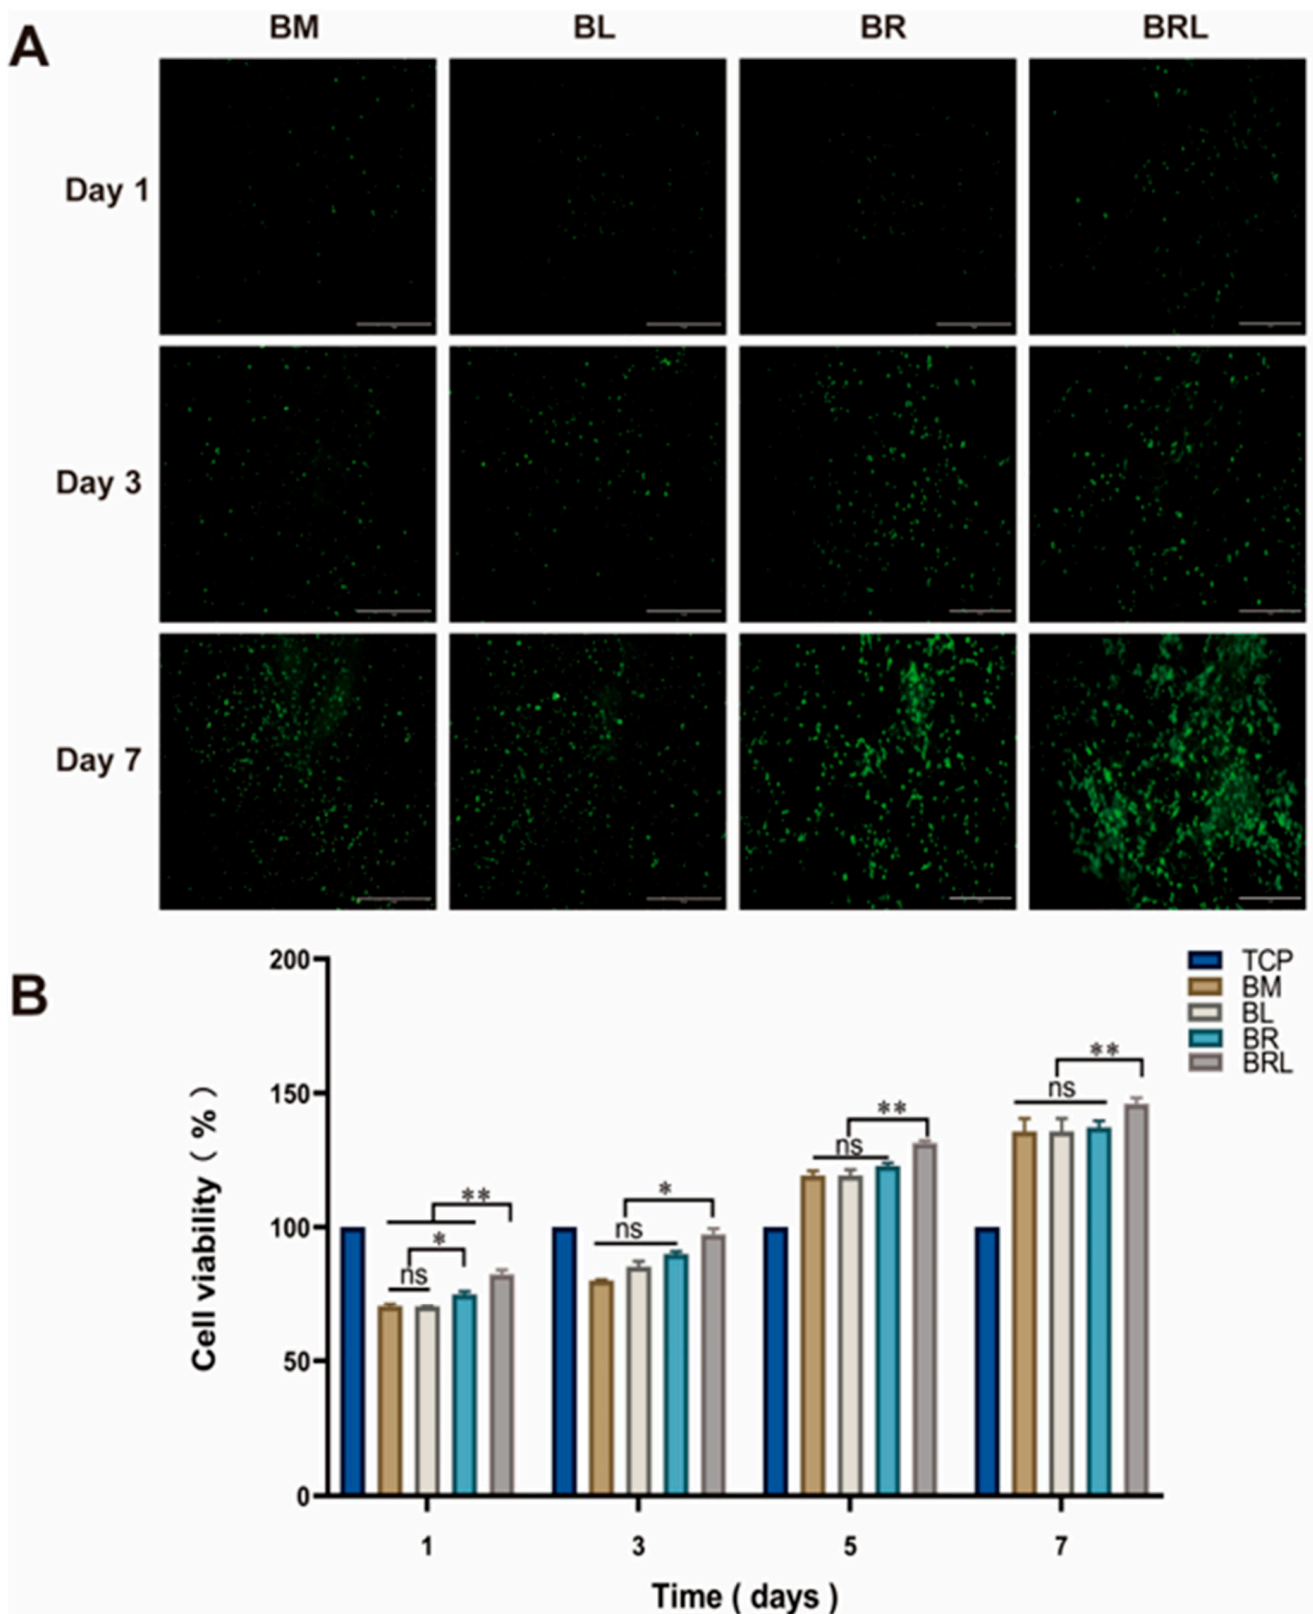 A
BM BL BR BRL
Day 1
Day 3
Day 7
B
200
150
100
50
0
Cell viability ( % )
TCP
BM
BL
BR
BRL
ns
*
**
ns
*
ns
**
ns
**
1 3 5 7
Time ( days )